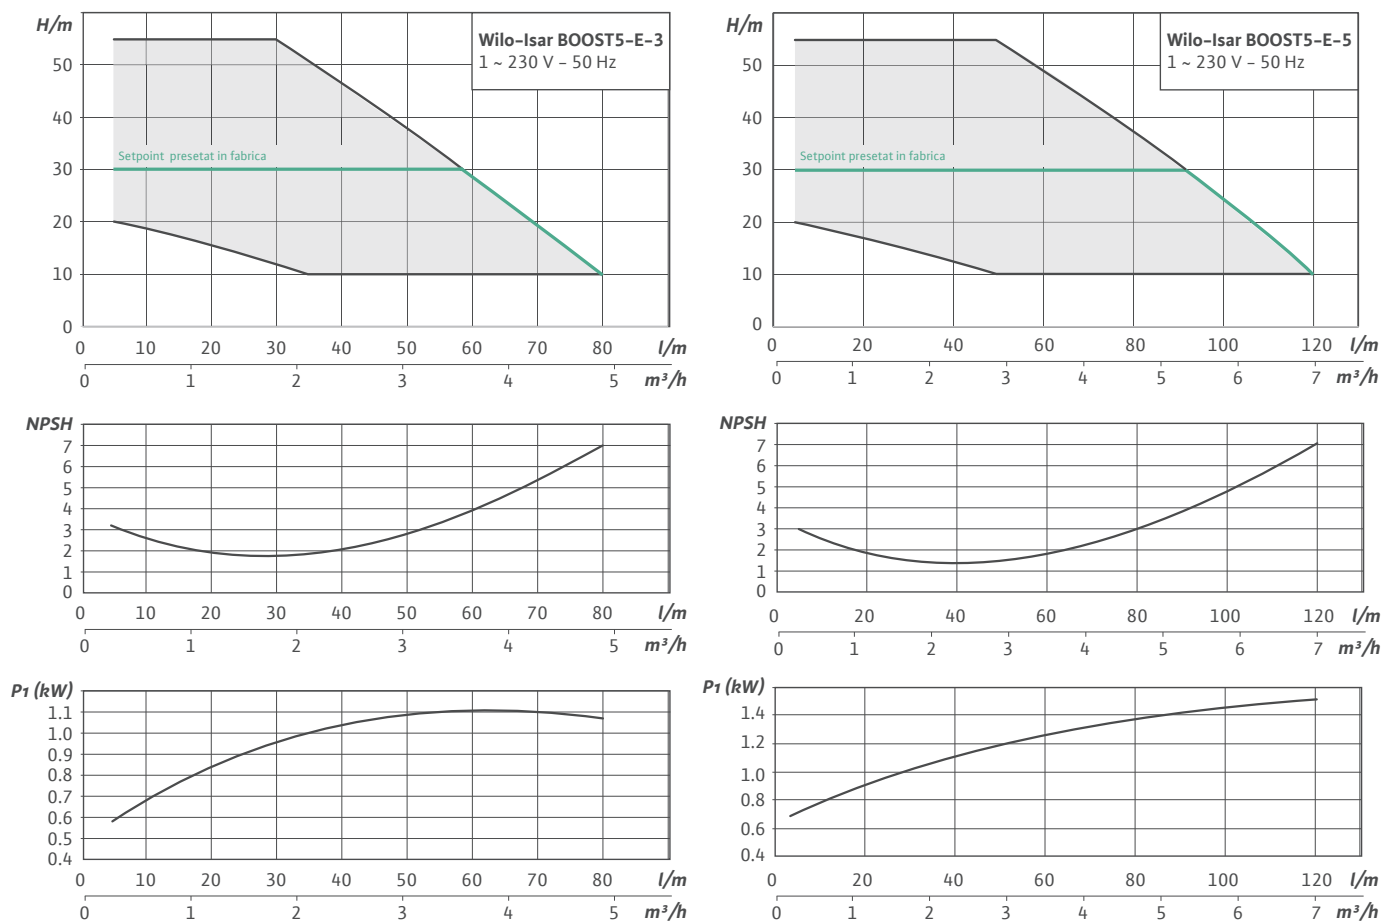 H/m
Wilo-Isar BOOST5-E-3
1 ~ 230 V – 50 Hz
50
40
Setpoint presetat in fabrica
30
20
10
0
0 10 20 30 40 50 60 70 80 l/m
0 1 2 3 4 5 m³/h
NPSH
7
6
5
4
3
2
1
0
0 10 20 30 40 50 60 70 80 l/m
0 1 2 3 4 5 m³/h
P1 (kW)
1.1
1.0
0.9
0.8
0.7
0.6
0.5
0.4
0 10 20 30 40 50 60 70 80 l/m
0 1 2 3 4 5 m³/h
H/m
Wilo-Isar BOOST5-E-5
1 ~ 230 V – 50 Hz
50
40
Setpoint presetat in fabrica
30
20
10
0
0 20 40 60 80 100 120 l/m
0 1 2 3 4 5 6 7 m³/h
NPSH
7
6
5
4
3
2
1
0
0 20 40 60 80 100 120 l/m
0 1 2 3 4 5 6 7 m³/h
P1 (kW)
1.4
1.2
1.0
0.8
0.6
0.4
0 20 40 60 80 100 120 l/m
0 1 2 3 4 5 6 7 m³/h